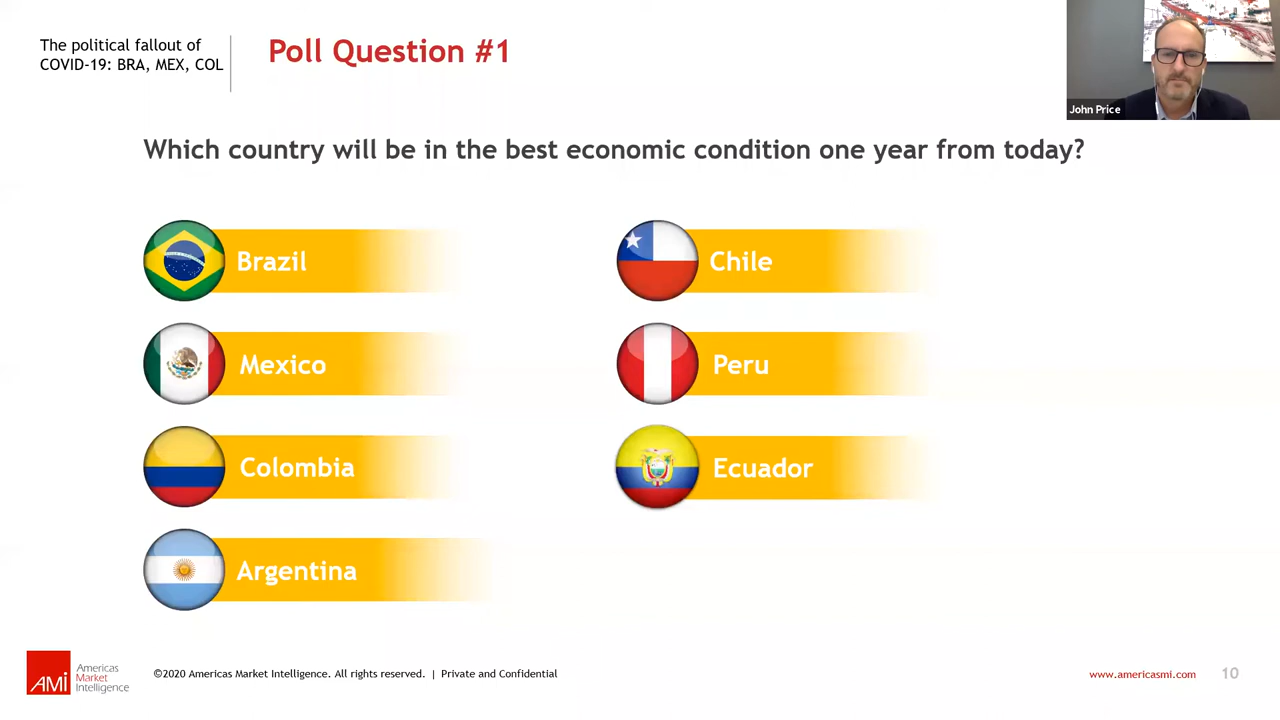 The political fallout of
COVID-19: BRA, MEX, COL
Poll Question #1
John Price
Which country will be in the best economic condition one year from today?
Brazil
Mexico
Colombia
Argentina
Chile
Peru
Ecuador
AMi
Americas
Market
Intelligence
©2020 Americas Market Intelligence. All rights reserved. | Private and Confidential
www.americasmi.com
10